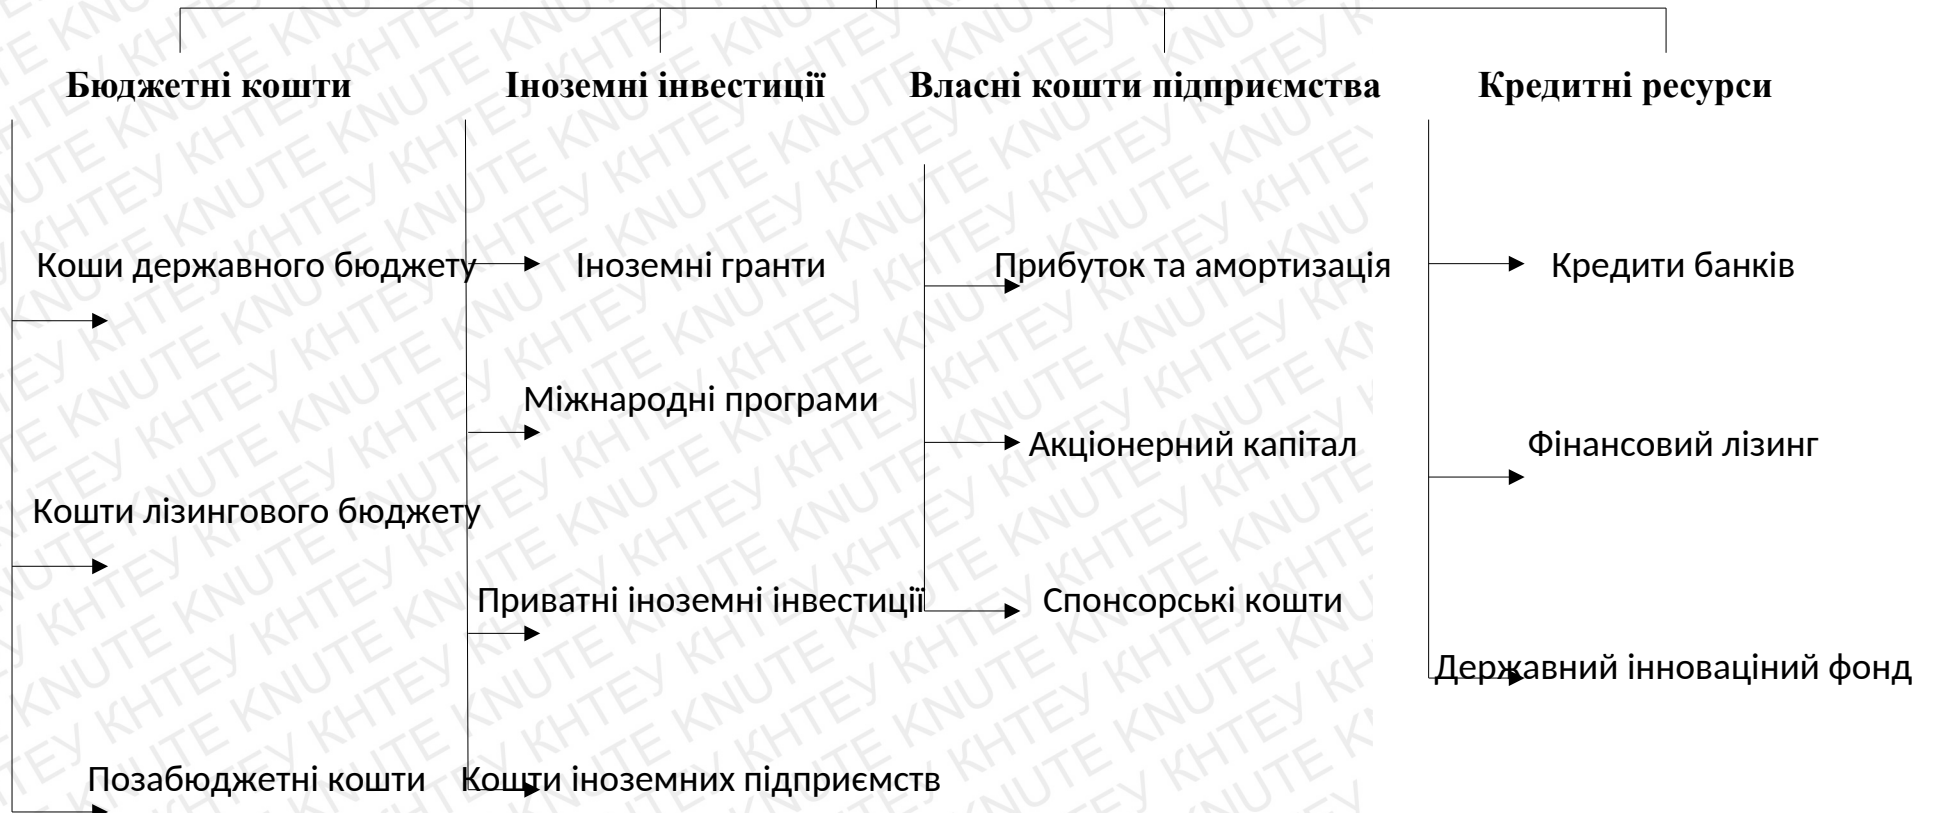 Бюджетні кошти
Іноземні інвестиції
Власні кошти підприємства
Кредитні ресурси
Коши державного бюджету
Іноземні гранти
Прибуток та амортизація
Кредити банків
Міжнародні програми
Акціонерний капітал
Фінансовий лізинг
Кошти лізингового бюджету
Приватні іноземні інвестиції
Спонсорські кошти
Державний інноваціний фонд
Позабюджетні кошти
Кошти іноземних підприємств